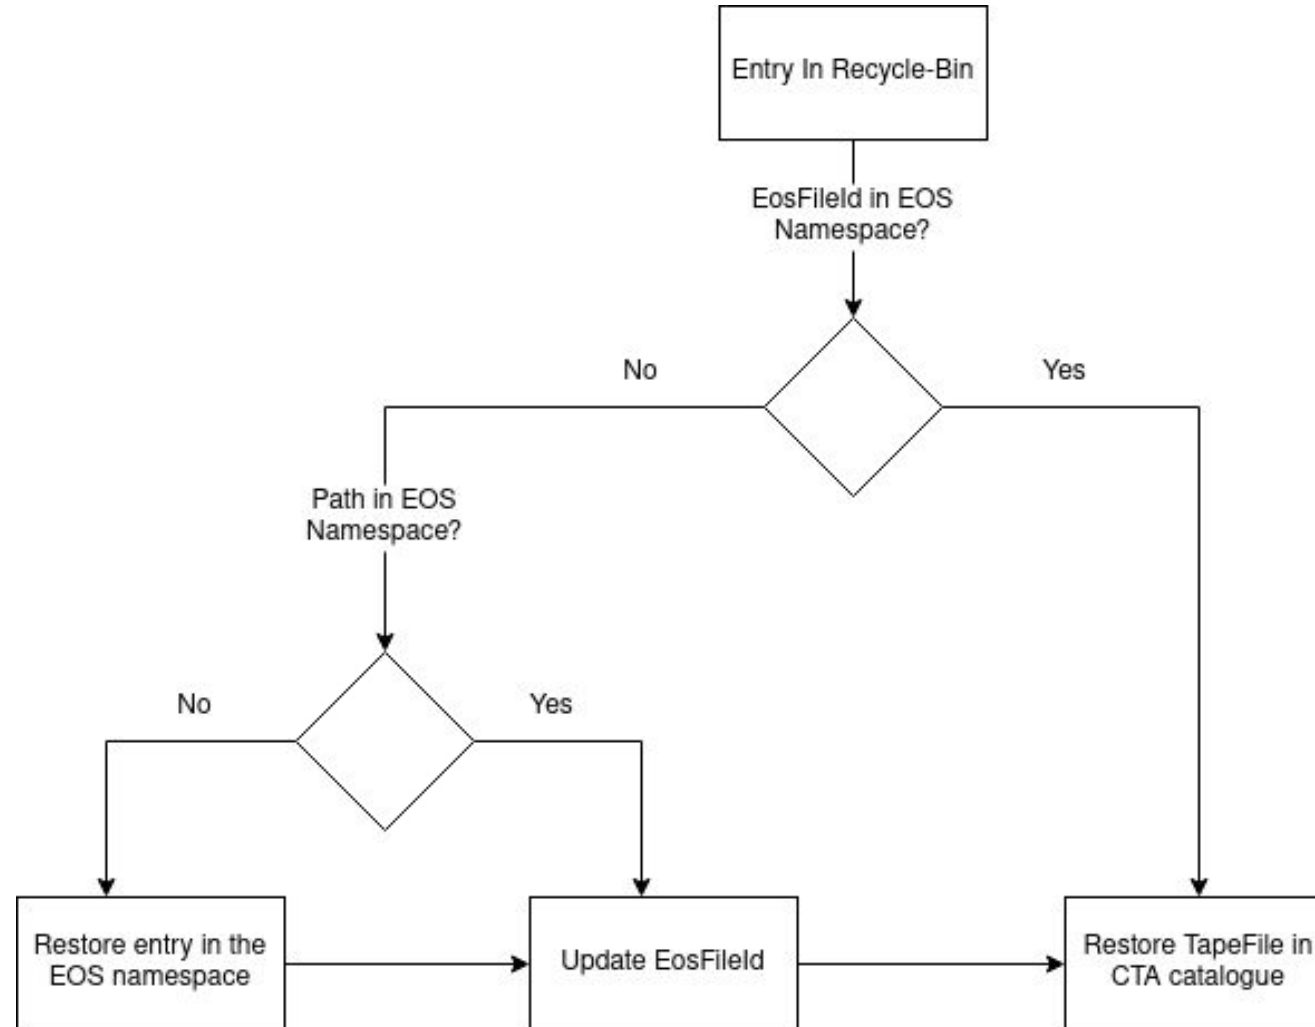 Entry In Recycle-Bin
EosFileId in EOS
Namespace?
No
Yes
Path in EOS
Namespace?
No
Yes
Restore entry in the
EOS namespace
Update EosFileId
Restore TapeFile in
CTA catalogue